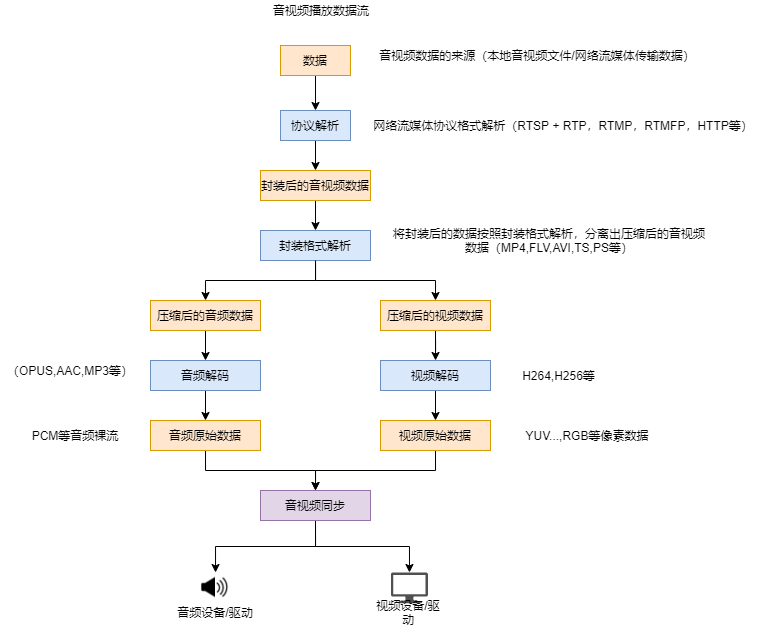 音视频播放数据流
数据
音视频数据的来源（本地音视频文件/网络流媒体传输数据）
协议解析
网络流媒体协议格式解析（RTSP + RTP，RTMP，RTMFP，HTTP等）
封装后的音视频数据
封装格式解析
将封装后的数据按照封装格式解析，分离出压缩后的音视频
数据（MP4,FLV,AVI,TS,PS等）
压缩后的音频数据
压缩后的视频数据
（OPUS,AAC,MP3等）
音频解码
视频解码
H264,H256等
PCM等音频裸流
音频原始数据
视频原始数据
YUV...,RGB等像素数据
音视频同步
音频设备/驱动
视频设备/驱
动